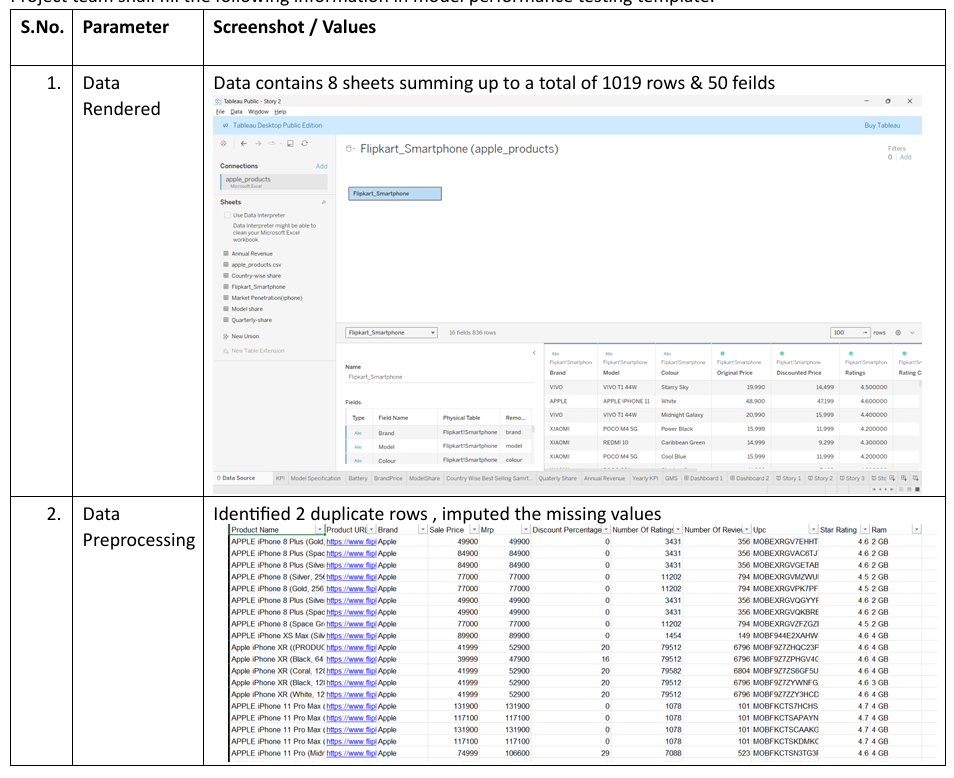 Project team shall fill the following information in model performance testing template.
S.No. Parameter Screenshot / Values
1. Data Rendered
Data contains 8 sheets summing up to a total of 1019 rows & 50 feilds
Tableau Public - Story 2
File Data Window Help
Tableau Desktop Public Edition Buy Tableau
Connections Add
apple_products
Microsoft Excel
Sheets
Use Data Interpreter
Data Interpreter might be able to
clean your Microsoft Excel
workbook.
Annual Revenue
apple_products.csv
Country-wise share
Flipkart_Smartphone
Market Penetration(iphone)
Model share
Quarterly-share
New Union
New Table Extension
Flipkart_Smartphone (apple_products)
Filters
0 Add
Flipkart_Smartphone
Flipkart_Smartphone 16 fields 836 rows 100 rows
Name
Flipkart_Smartphone
Fields
Type Field Name Physical Table Remo...
Abc Brand Flipkart!Smartphone brand
Abc Model Flipkart!Smartphone model
Abc Colour Flipkart!Smartphone colour
Abc Abc Abc
Brand Model Colour Original Price Discounted Price Ratings Rating C
VIVO VIVO T1 44W Starry Sky 19,990 14,499 4.500000
APPLE APPLE IPHONE 11 White 48,900 47,199 4.600000
VIVO VIVO T1 44W Midnight Galaxy 20,990 15,999 4.400000
XIAOMI POCO M4 5G Power Black 15,999 11,999 4.200000
XIAOMI REDMI 10 Caribbean Green 14,999 9,299 4.300000
XIAOMI POCO M4 5G Cool Blue 15,999 11,999 4.200000
Data Source KPI Model Specification Battery BrandPrice ModelShare Country Wise Best Selling Samrt... Quaterly Share Annual Revenue Yearly KPI GMS Dashboard 1 Dashboard 2 Story 1 Story 2 Story 3
2. Data Preprocessing
Identified 2 duplicate rows , imputed the missing values
Product Name Product URL Brand Sale Price Mrp Discount Percentage Number Of Ratings Number Of Review Upc Star Rating Ram
APPLE iPhone 8 Plus (Gold, https://www.flipl Apple 49900 49900 0 3431 356 MOBEXRGV7EHHT 4.6 2 GB
APPLE iPhone 8 Plus (Spac https://www.flipl Apple 84900 84900 0 3431 356 MOBEXRGVAC6TJ 4.6 2 GB
APPLE iPhone 8 Plus (Silve https://www.flipl Apple 84900 84900 0 3431 356 MOBEXRGVGETAB 4.6 2 GB
APPLE iPhone 8 (Silver, 256 https://www.flipl Apple 77000 77000 0 11202 794 MOBEXRGVMZWU 4.5 2 GB
APPLE iPhone 8 (Gold, 256 https://www.flipl Apple 77000 77000 0 11202 794 MOBEXRGVPK7PF 4.5 2 GB
APPLE iPhone 8 Plus (Silve https://www.flipl Apple 49900 49900 0 3431 356 MOBEXRGVQGYYF 4.6 2 GB
APPLE iPhone 8 Plus (Spac https://www.flipl Apple 49900 49900 0 3431 356 MOBEXRGVQKBRE 4.6 2 GB
APPLE iPhone 8 (Space Gr https://www.flipl Apple 77000 77000 0 11202 794 MOBEXRGVZFZGZI 4.5 2 GB
APPLE iPhone XS Max (Silv https://www.flipl Apple 89900 89900 0 1454 149 MOBF944E2XAHW 4.6 4 GB
Apple iPhone XR ((PRODUC https://www.flipl Apple 41999 52900 20 79512 6796 MOBF9Z7ZHQC23F 4.6 4 GB
Apple iPhone XR (Black, 64 https://www.flipl Apple 39999 47900 16 79512 6796 MOBF9Z7ZPHGV4G 4.6 4 GB
Apple iPhone XR (Coral, 128 https://www.flipl Apple 41999 52900 20 79582 6804 MOBF9Z7ZS6GF5U 4.6 4 GB
Apple iPhone XR (Black, 128 https://www.flipl Apple 41999 52900 20 79512 6796 MOBF9Z7ZYWNFG 4.6 3 GB
Apple iPhone XR (White, 12 https://www.flipl Apple 41999 52900 20 79512 6796 MOBF9Z7ZZY3HCD 4.6 4 GB
APPLE iPhone 11 Pro Max ( https://www.flipl Apple 131900 131900 0 1078 101 MOBFKCTS7HCHS 4.7 4 GB
APPLE iPhone 11 Pro Max ( https://www.flipl Apple 117100 117100 0 1078 101 MOBFKCTSAPAYN 4.7 4 GB
APPLE iPhone 11 Pro Max ( https://www.flipl Apple 131900 131900 0 1078 101 MOBFKCTSCAAKG 4.7 4 GB
APPLE iPhone 11 Pro Max ( https://www.flipl Apple 117100 117100 0 1078 101 MOBFKCTSKDMKC 4.7 4 GB
APPLE iPhone 11 Pro (Midr https://www.flipl Apple 74999 106600 29 7088 523 MOBFKCTSN3TG3F 4.6 4 GB